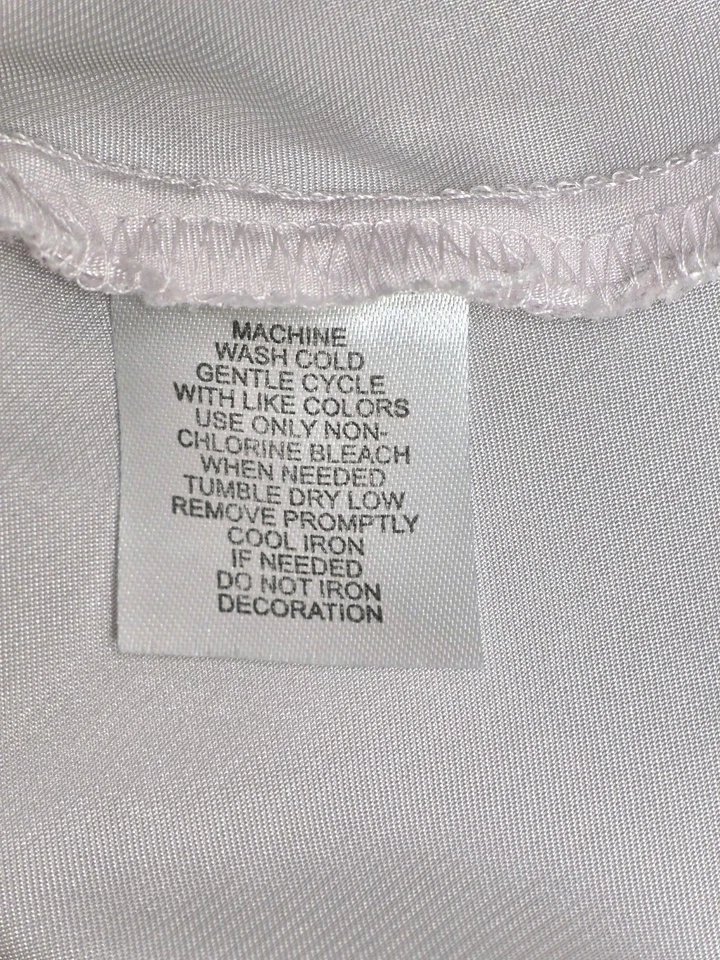 MACHINE
WASH COLD
GENTLE CYCLE
WITH LIKE COLORS
USE ONLY NON-
CHLORINE BLEACH
WHEN NEEDED
TUMBLE DRY LOW
REMOVE PROMPTLY
COOL IRON
IF NEEDED
DO NOT IRON
DECORATION